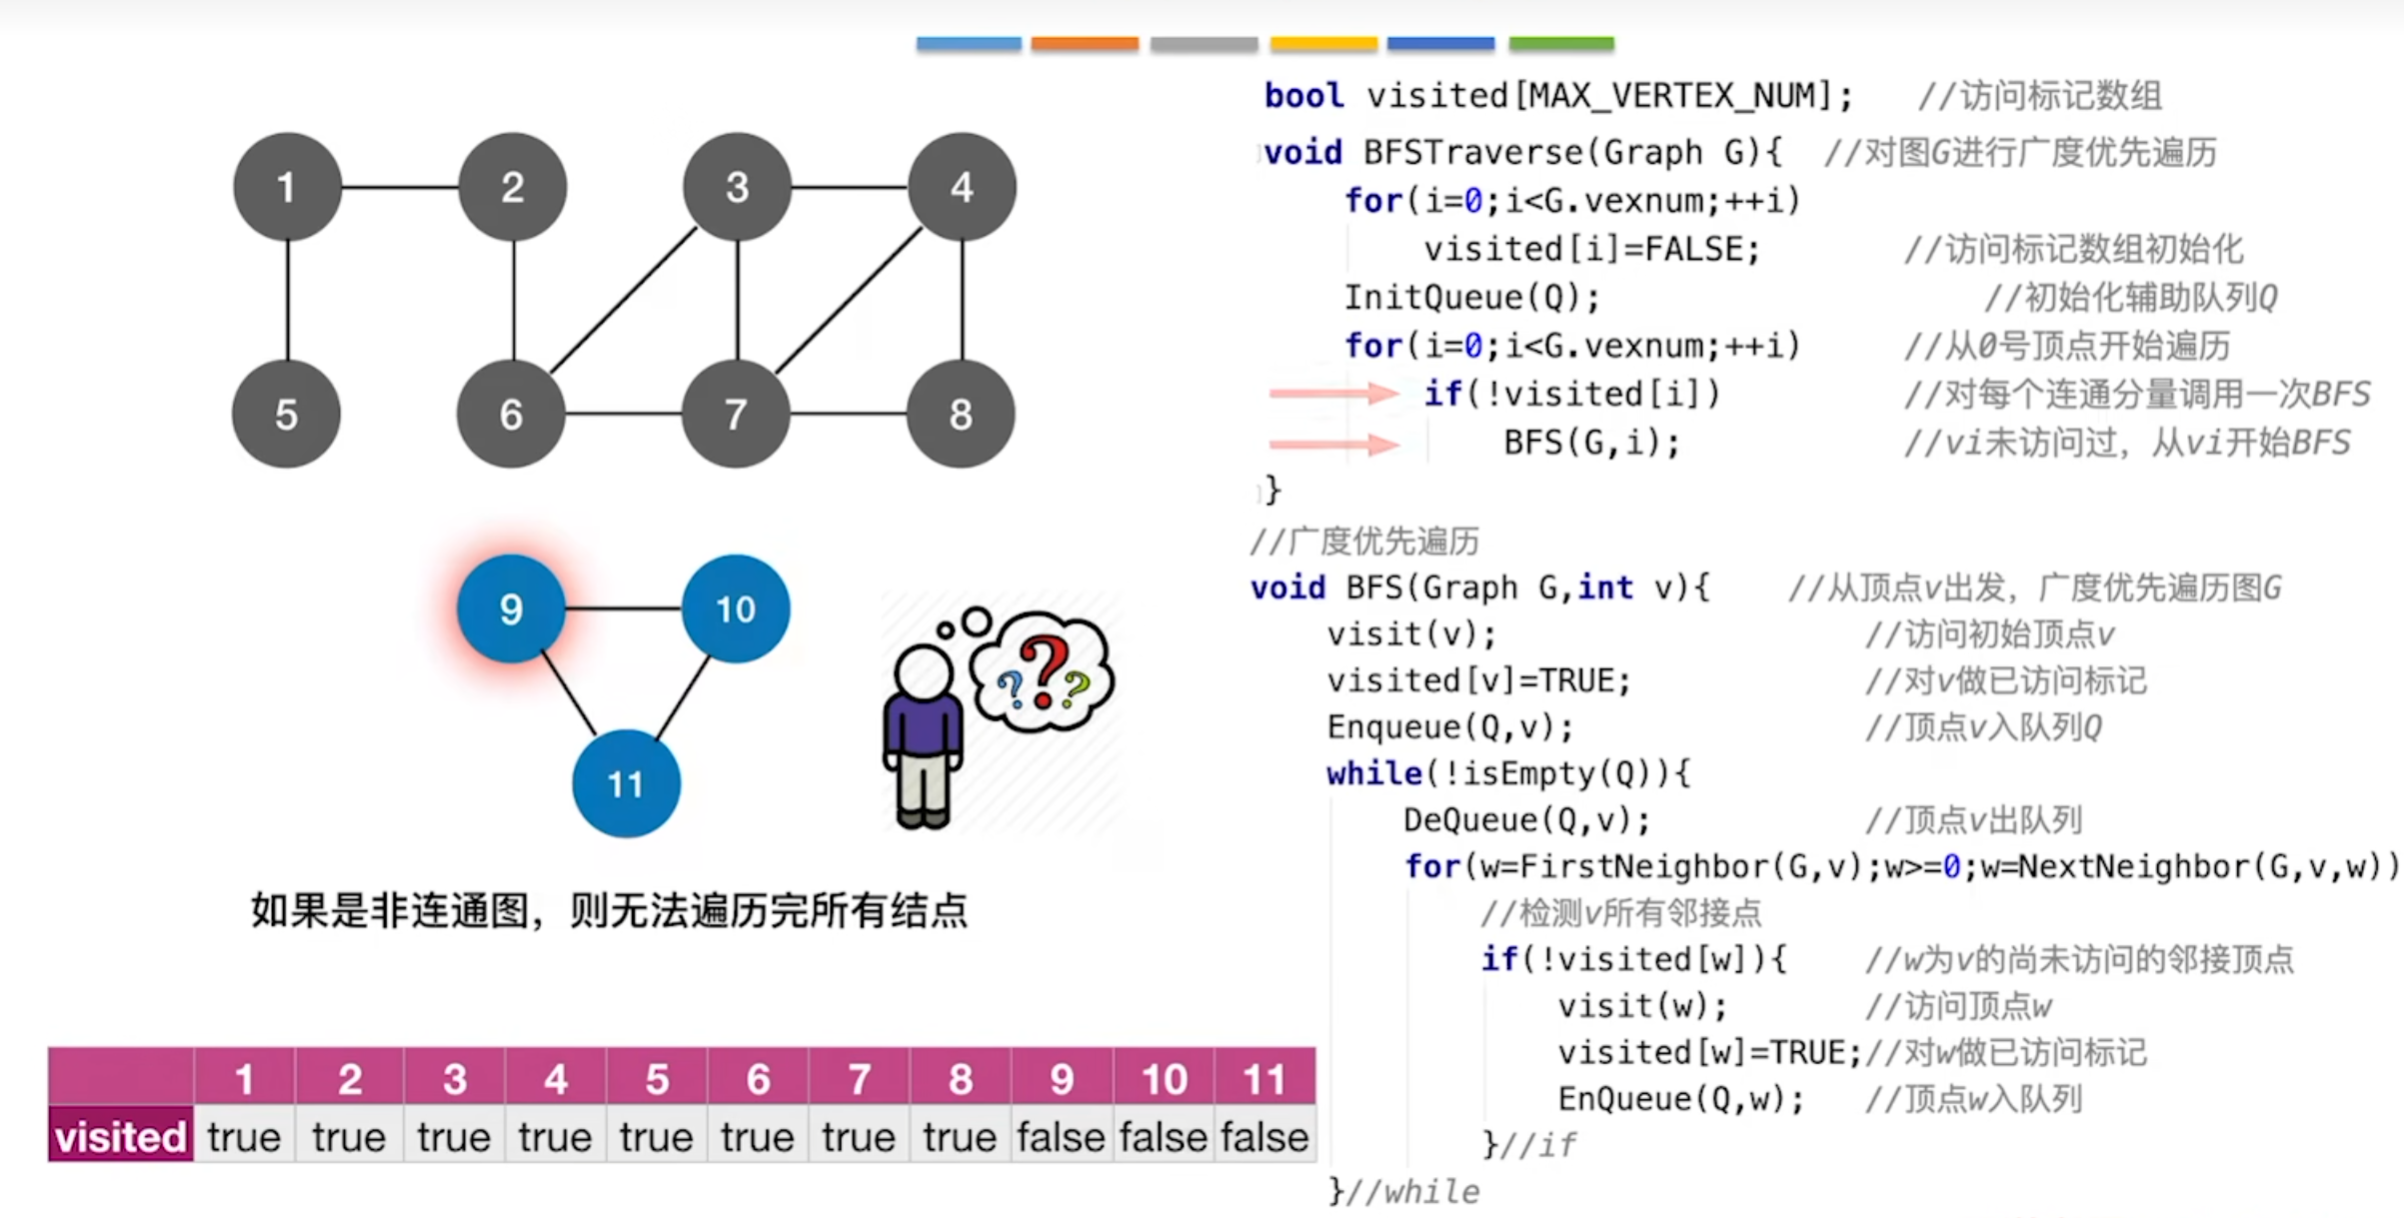 1 2 3 4
5 6 7 8
9 10
11
如果是非连通图，则无法遍历完所有结点
1 2 3 4 5 6 7 8 9 10 11
visited true true true true true true true true false false false
bool visited[MAX_VERTEX_NUM]; //访问标记数组
void BFSTraverse(Graph G){ //对图G进行广度优先遍历
for(i=0;i<G.vexnum;++i)
visited[i]=FALSE; //访问标记数组初始化
InitQueue(Q); //初始化辅助队列Q
for(i=0;i<G.vexnum;++i) //从0号顶点开始遍历
if(!visited[i]) //对每个连通分量调用一次BFS
BFS(G,i); //vi未访问过，从vi开始BFS
}
//广度优先遍历
void BFS(Graph G,int v){ //从顶点v出发，广度优先遍历图G
visit(v); //访问初始顶点v
visited[v]=TRUE; //对v做已访问标记
Enqueue(Q,v); //顶点v入队列Q
while(!isEmpty(Q)){
DeQueue(Q,v); //顶点v出队列
for(w=FirstNeighbor(G,v);w>=0;w=NextNeighbor(G,v,w))
//检测v所有邻接点
if(!visited[w]){ //w为v的尚未访问的邻接顶点
visit(w); //访问顶点w
visited[w]=TRUE;//对w做已访问标记
EnQueue(Q,w); //顶点w入队列
}//if
}//while